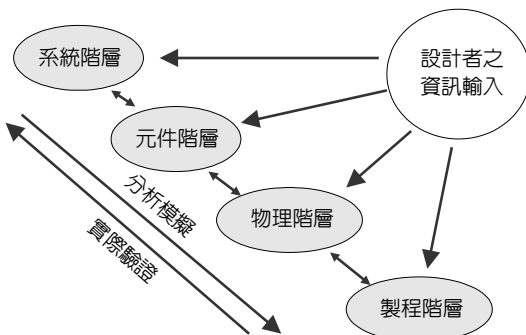 系統階層
設計者之
資訊輸入
元件階層
分析模擬
物理階層
實際驗證
製程階層